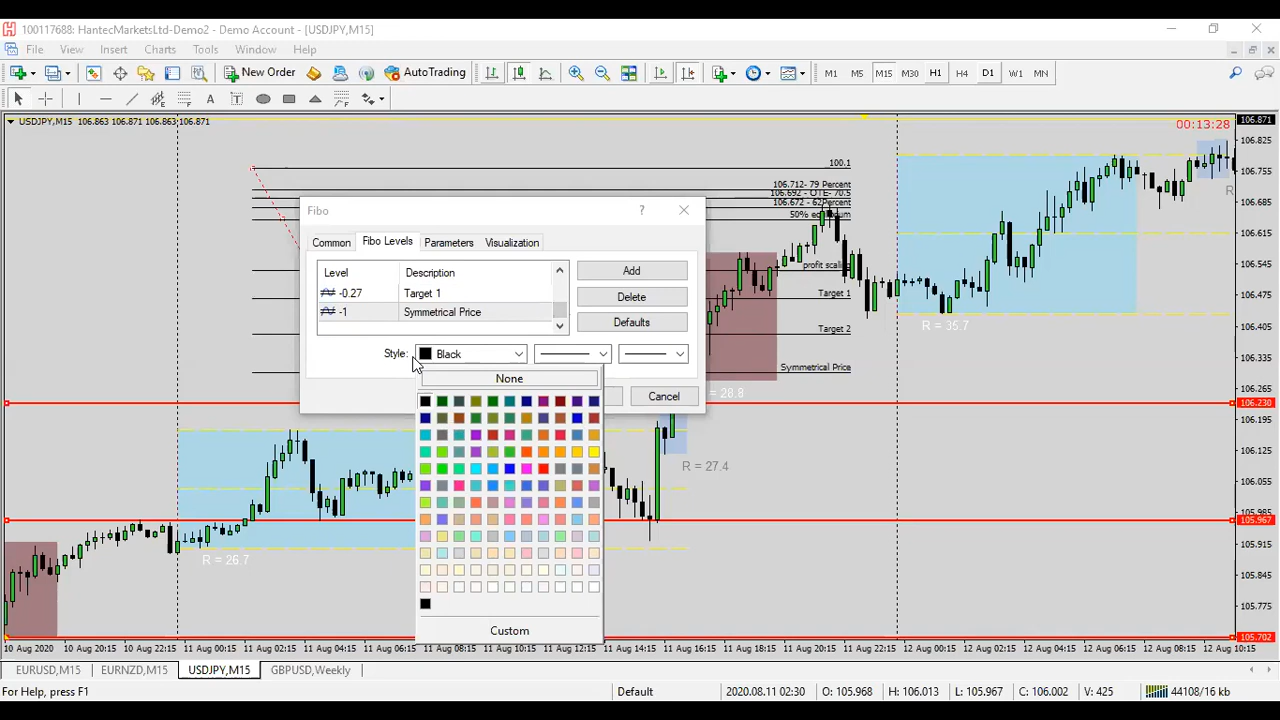 100117688: HantecMarketsLtd-Demo2 - Demo Account - [USDJPY,M15]
File View Insert Charts Tools Window Help
New Order AutoTrading M1 M5 M15 M30 H1 H4 D1 W1 MN
A T
USDJPY,M15 106.863 106.871 106.863 106.871
00:13:28
106.871
106.825
106.755
106.685
106.615
106.545
106.475
106.405
106.335
106.265
106.230
106.195
106.125
106.055
105.985
105.967
105.915
105.845
105.775
105.702
100.1
106.712- 79 Percent
106.692 - OTE- 70.5
106.672 - 62Percent
profit scaling
Target 1
Target 2
Symmetrical Price
R
R = 35.7
= 28.8
R = 27.4
R = 26.7
Fibo ?
Common Fibo Levels Parameters Visualization
Level Description
-0.27 Target 1
-1 Symmetrical Price
Add
Delete
Defaults
Style: Black
None
Cancel
Custom
10 Aug 2020 10 Aug 20:15 11 Aug 00:15 11 Aug 02:15 11 Aug 04:15 11 Aug 06:15 11 Aug 08:15 11 Aug 10:15 11 Aug 12:15 11 Aug 14:15 11 Aug 16:15 11 Aug 18:15 11 Aug 20:15 11 Aug 22:15 12 Aug 00:15 12 Aug 02:15 12 Aug 04:15 12 Aug 06:15 12 Aug 08:15 12 Aug 10:15
EURUSD,M15 EURNZD,M15 USDJPY,M15 GBPUSD,Weekly
For Help, press F1 Default 2020.08.11 02:30 O: 105.968 H: 106.013 L: 105.967 C: 106.002 V: 425 44108/16 kb